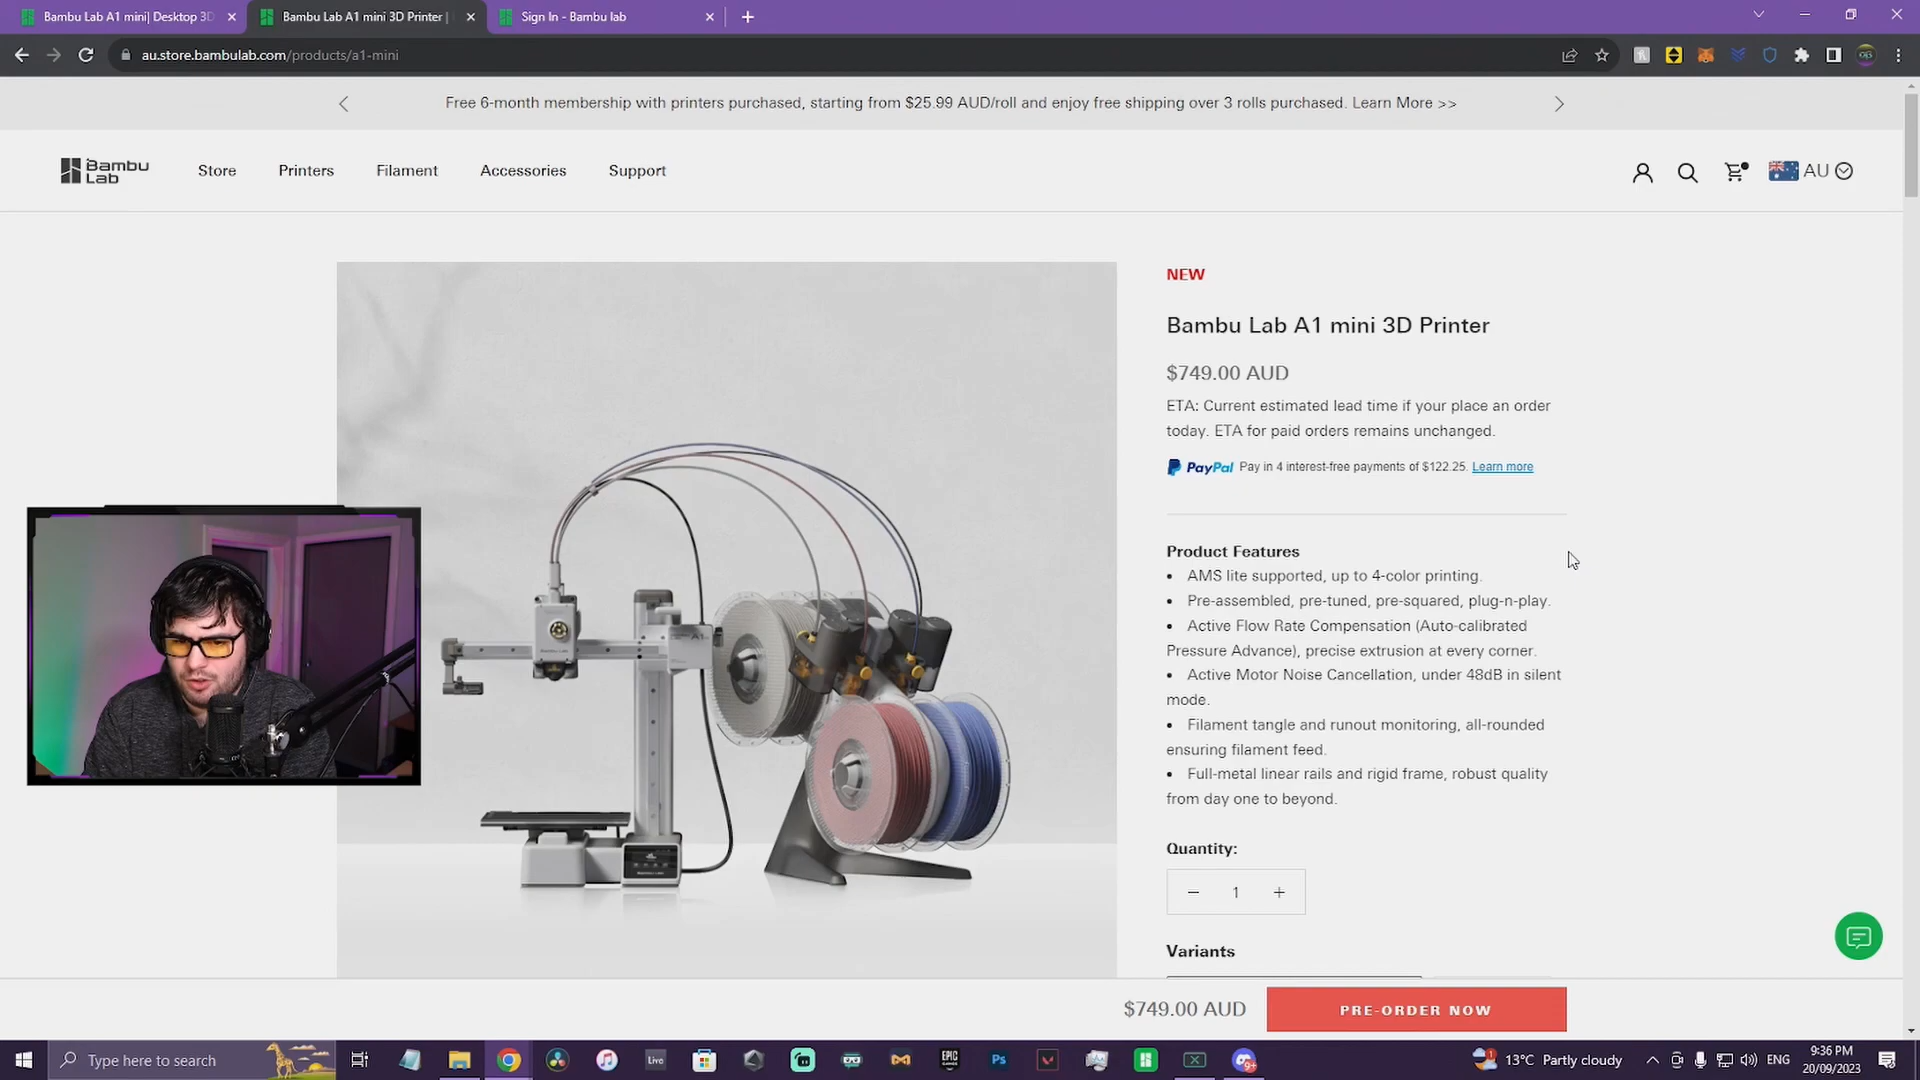 Bambu Lab A1 mini| Desktop 3D
Bambu Lab A1 mini 3D Printer |
Sign In - Bambu lab
au.store.bambulab.com/products/a1-mini
Free 6-month membership with printers purchased, starting from $25.99 AUD/roll and enjoy free shipping over 3 rolls purchased. Learn More >>
Bambu
Lab
Store
Printers
Filament
Accessories
Support
AU
NEW
Bambu Lab A1 mini 3D Printer
$749.00 AUD
ETA: Current estimated lead time if your place an order
today. ETA for paid orders remains unchanged.
PayPal Pay in 4 interest-free payments of $122.25. Learn more
Product Features
• AMS lite supported, up to 4-color printing.
• Pre-assembled, pre-tuned, pre-squared, plug-n-play.
• Active Flow Rate Compensation (Auto-calibrated
Pressure Advance), precise extrusion at every corner.
• Active Motor Noise Cancellation, under 48dB in silent
mode.
• Filament tangle and runout monitoring, all-rounded
ensuring filament feed.
• Full-metal linear rails and rigid frame, robust quality
from day one to beyond.
Quantity:
− 1 +
Variants
$749.00 AUD
PRE-ORDER NOW
Type here to search
Live
EPIC
Ps
9+
1
13°C Partly cloudy
ENG
9:36 PM
20/09/2023